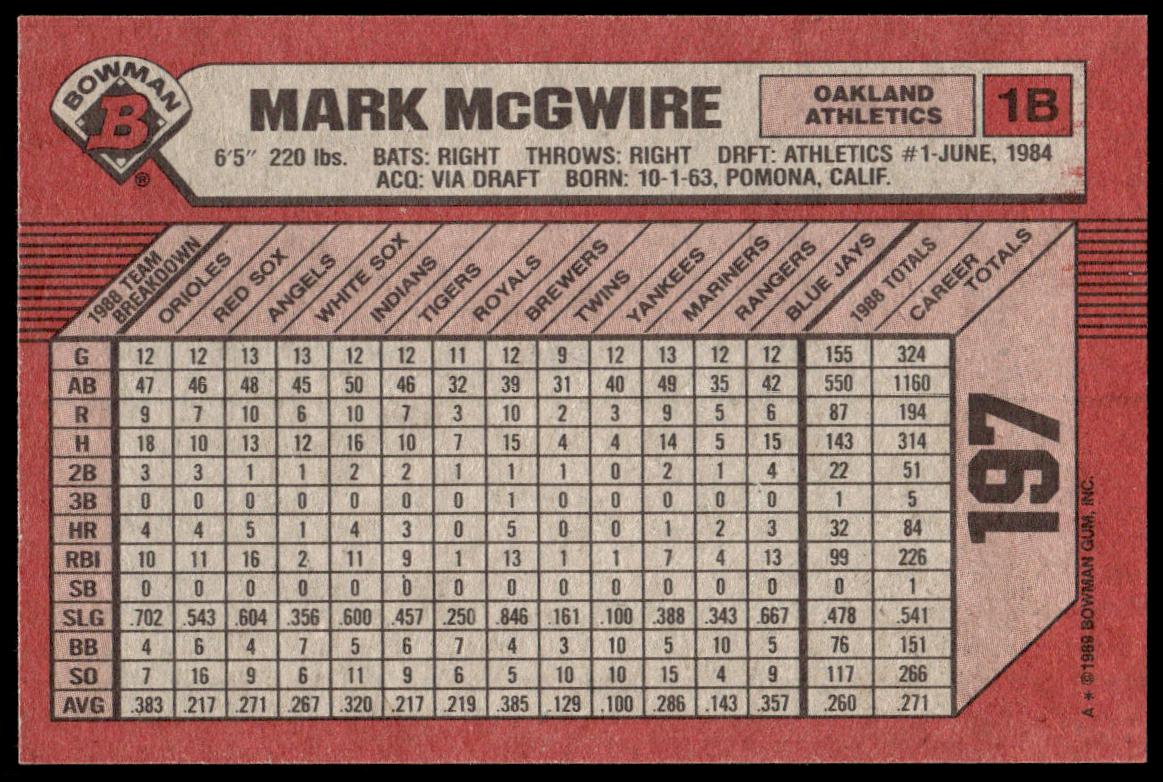 BOWMAN
B
®
MARK McGWIRE
OAKLAND
ATHLETICS
1B
6'5" 220 lbs. BATS: RIGHT THROWS: RIGHT DRFT: ATHLETICS #1-JUNE, 1984
ACQ: VIA DRAFT BORN: 10-1-63, POMONA, CALIF.
1988 TEAM BREAKDOWN ORIOLES RED SOX ANGELS WHITE SOX INDIANS TIGERS ROYALS BREWERS TWINS YANKEES MARINERS RANGERS BLUE JAYS 1988 TOTALS CAREER TOTALS
G 12 12 13 13 12 12 11 12 9 12 13 12 12 155 324
AB 47 46 48 45 50 46 32 39 31 40 49 35 42 550 1160
R 9 7 10 6 10 7 3 10 2 3 9 5 6 87 194
H 18 10 13 12 16 10 7 15 4 4 14 5 15 143 314
2B 3 3 1 1 2 2 1 1 1 0 2 1 4 22 51
3B 0 0 0 0 0 0 0 1 0 0 0 0 0 1 5
HR 4 4 5 1 4 3 0 5 0 0 1 2 3 32 84
RBI 10 11 16 2 11 9 1 13 1 1 7 4 13 99 226
SB 0 0 0 0 0 0 0 0 0 0 0 0 0 0 1
SLG .702 .543 .604 .356 .600 .457 .250 .846 .161 .100 .388 .343 .667 .478 .541
BB 4 6 4 7 5 6 7 4 3 10 5 10 5 76 151
SO 7 16 9 6 11 9 6 5 10 10 15 4 9 117 266
AVG .383 .217 .271 .267 .320 .217 .219 .385 .129 .100 .286 .143 .357 .260 .271
197
A * ©1989 BOWMAN GUM, INC.